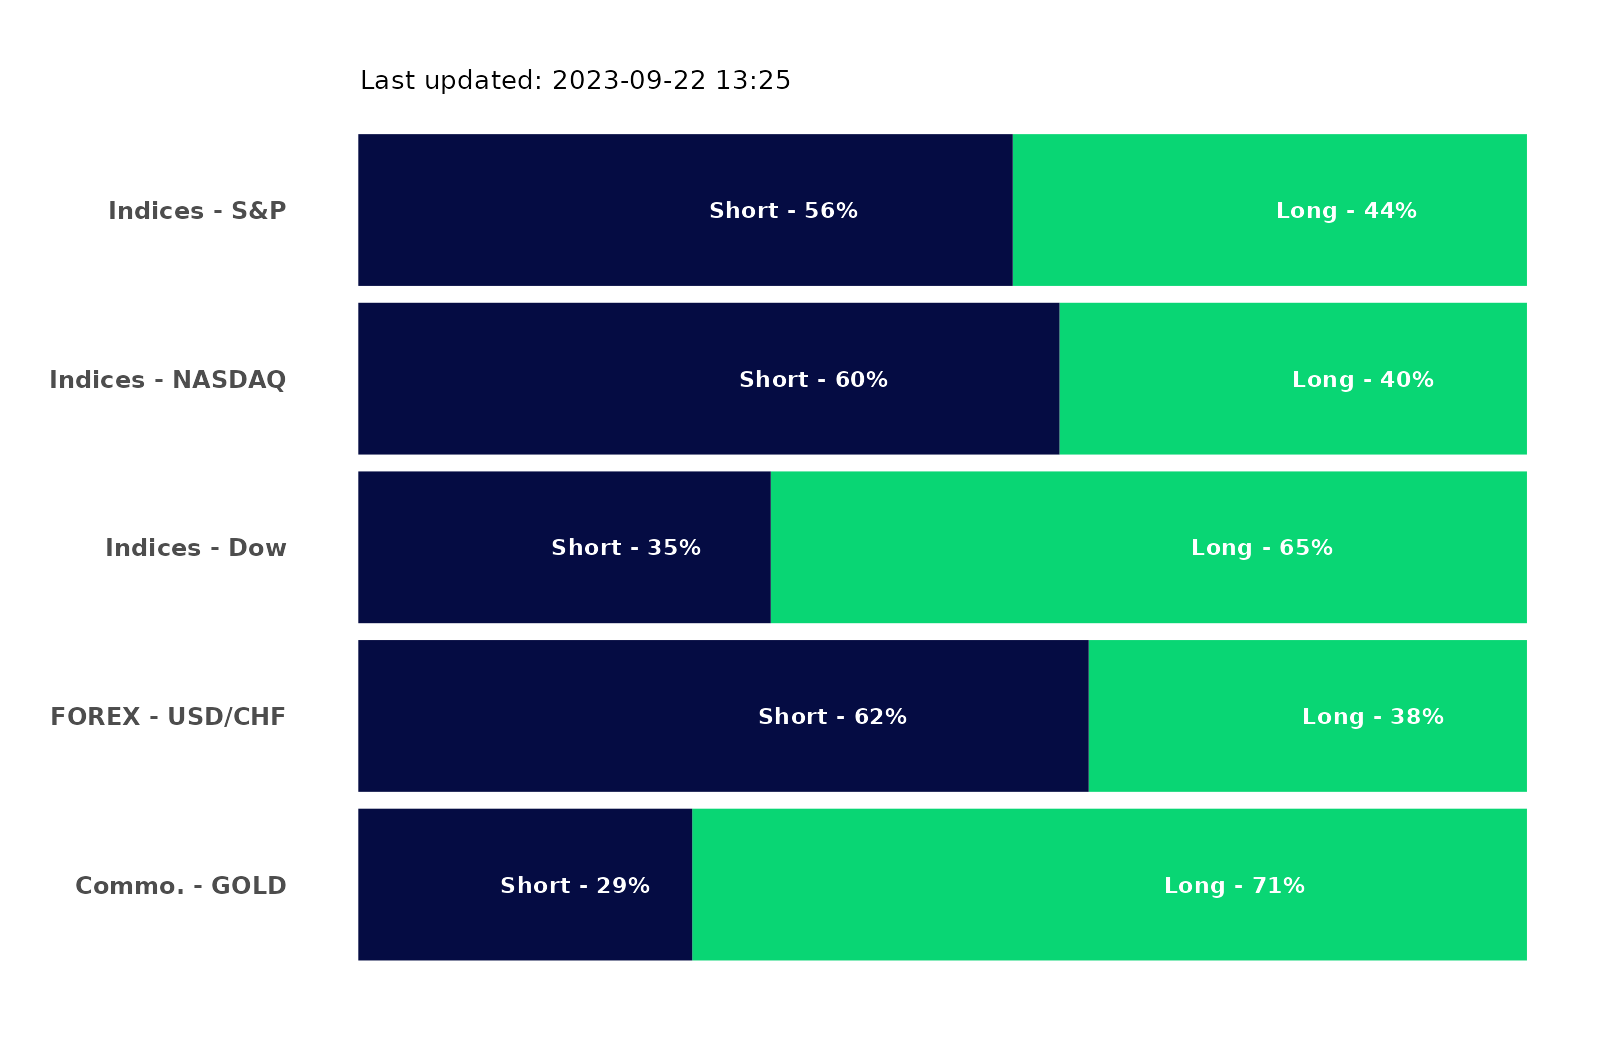 Last updated: 2023-09-22 13:25
Indices - S&P
Short - 56%
Long - 44%
Indices - NASDAQ
Short - 60%
Long - 40%
Indices - Dow
Short - 35%
Long - 65%
FOREX - USD/CHF
Short - 62%
Long - 38%
Commo. - GOLD
Short - 29%
Long - 71%